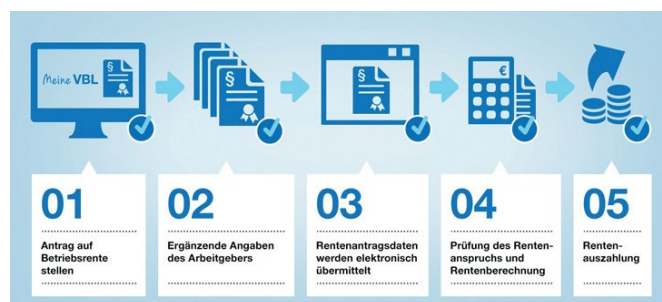 Meine VBL
§
§
§
€
01
Antrag auf
Betriebsrente
stellen
02
Ergänzende Angaben
des Arbeitgebers
03
Rentenantragsdaten
werden elektronisch
übermittelt
04
Prüfung des Renten-
anspruchs und
Rentenberechnung
05
Renten-
auszahlung